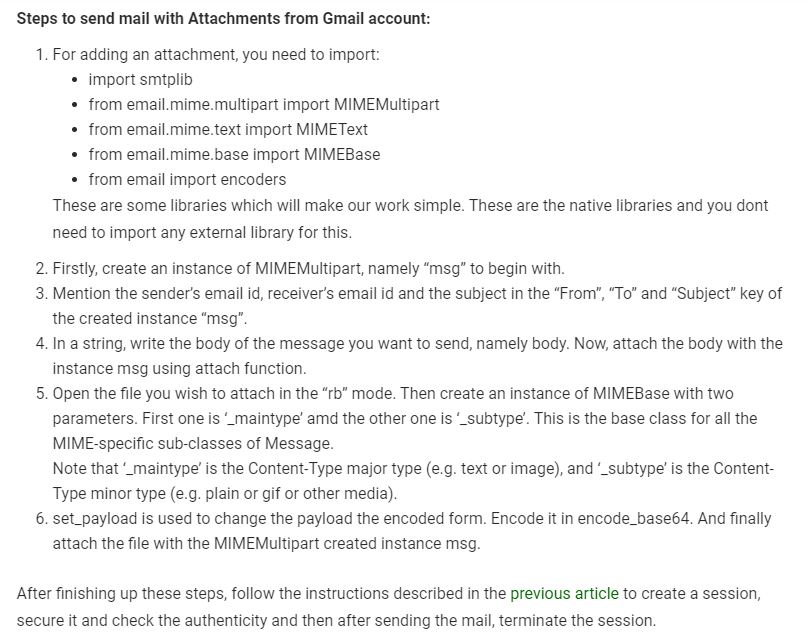 Steps to send mail with Attachments from Gmail account:
1. For adding an attachment, you need to import:
• import smtplib
• from email.mime.multipart import MIMEMultipart
• from email.mime.text import MIMEText
• from email.mime.base import MIMEBase
• from email import encoders
These are some libraries which will make our work simple. These are the native libraries and you dont
need to import any external library for this.
2. Firstly, create an instance of MIMEMultipart, namely “msg” to begin with.
3. Mention the sender’s email id, receiver’s email id and the subject in the “From”, “To” and “Subject” key of
the created instance “msg”.
4. In a string, write the body of the message you want to send, namely body. Now, attach the body with the
instance msg using attach function.
5. Open the file you wish to attach in the “rb” mode. Then create an instance of MIMEBase with two
parameters. First one is ‘_maintype’ amd the other one is ‘_subtype’. This is the base class for all the
MIME-specific sub-classes of Message.
Note that ‘_maintype’ is the Content-Type major type (e.g. text or image), and ‘_subtype’ is the Content-
Type minor type (e.g. plain or gif or other media).
6. set_payload is used to change the payload the encoded form. Encode it in encode_base64. And finally
attach the file with the MIMEMultipart created instance msg.
After finishing up these steps, follow the instructions described in the previous article to create a session,
secure it and check the authenticity and then after sending the mail, terminate the session.